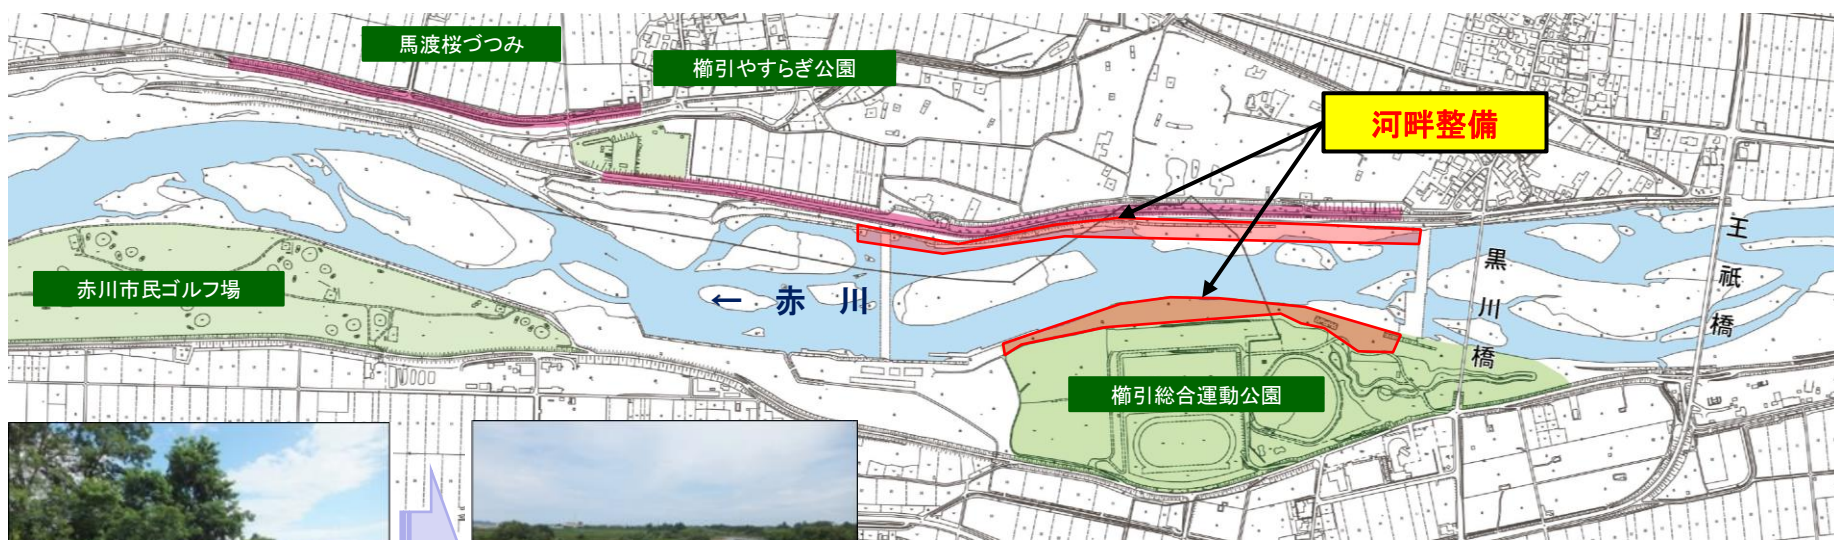 馬渡桜づつみ
櫛引やすらぎ公園
河畔整備
赤川市民ゴルフ場
← 赤 川
黒川橋
王祇橋
櫛引総合運動公園